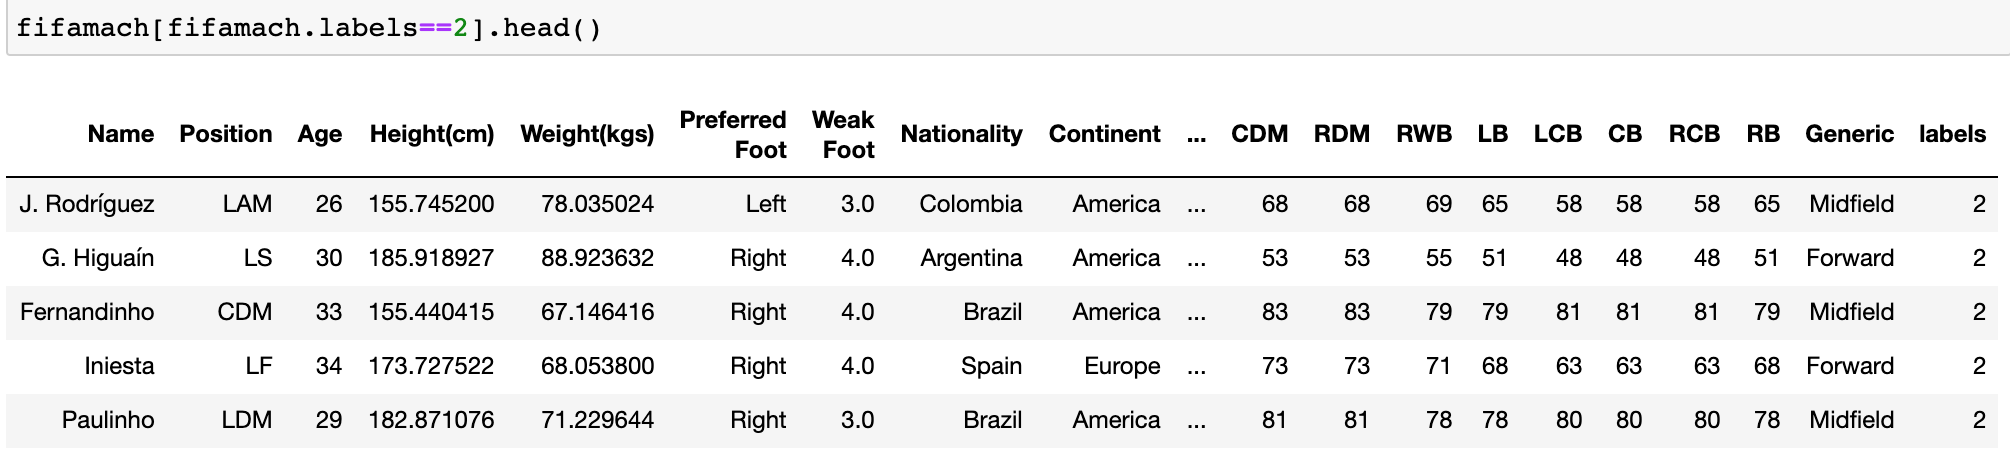 fifamach[fifamach.labels==2].head()
Name Position Age Height(cm) Weight(kgs) Preferred Foot Weak Foot Nationality Continent ... CDM RDM RWB LB LCB CB RCB RB Generic labels
J. Rodríguez LAM 26 155.745200 78.035024 Left 3.0 Colombia America ... 68 68 69 65 58 58 58 65 Midfield 2
G. Higuaín LS 30 185.918927 88.923632 Right 4.0 Argentina America ... 53 53 55 51 48 48 48 51 Forward 2
Fernandinho CDM 33 155.440415 67.146416 Right 4.0 Brazil America ... 83 83 79 79 81 81 81 79 Midfield 2
Iniesta LF 34 173.727522 68.053800 Right 4.0 Spain Europe ... 73 73 71 68 63 63 63 68 Forward 2
Paulinho LDM 29 182.871076 71.229644 Right 3.0 Brazil America ... 81 81 78 78 80 80 80 78 Midfield 2